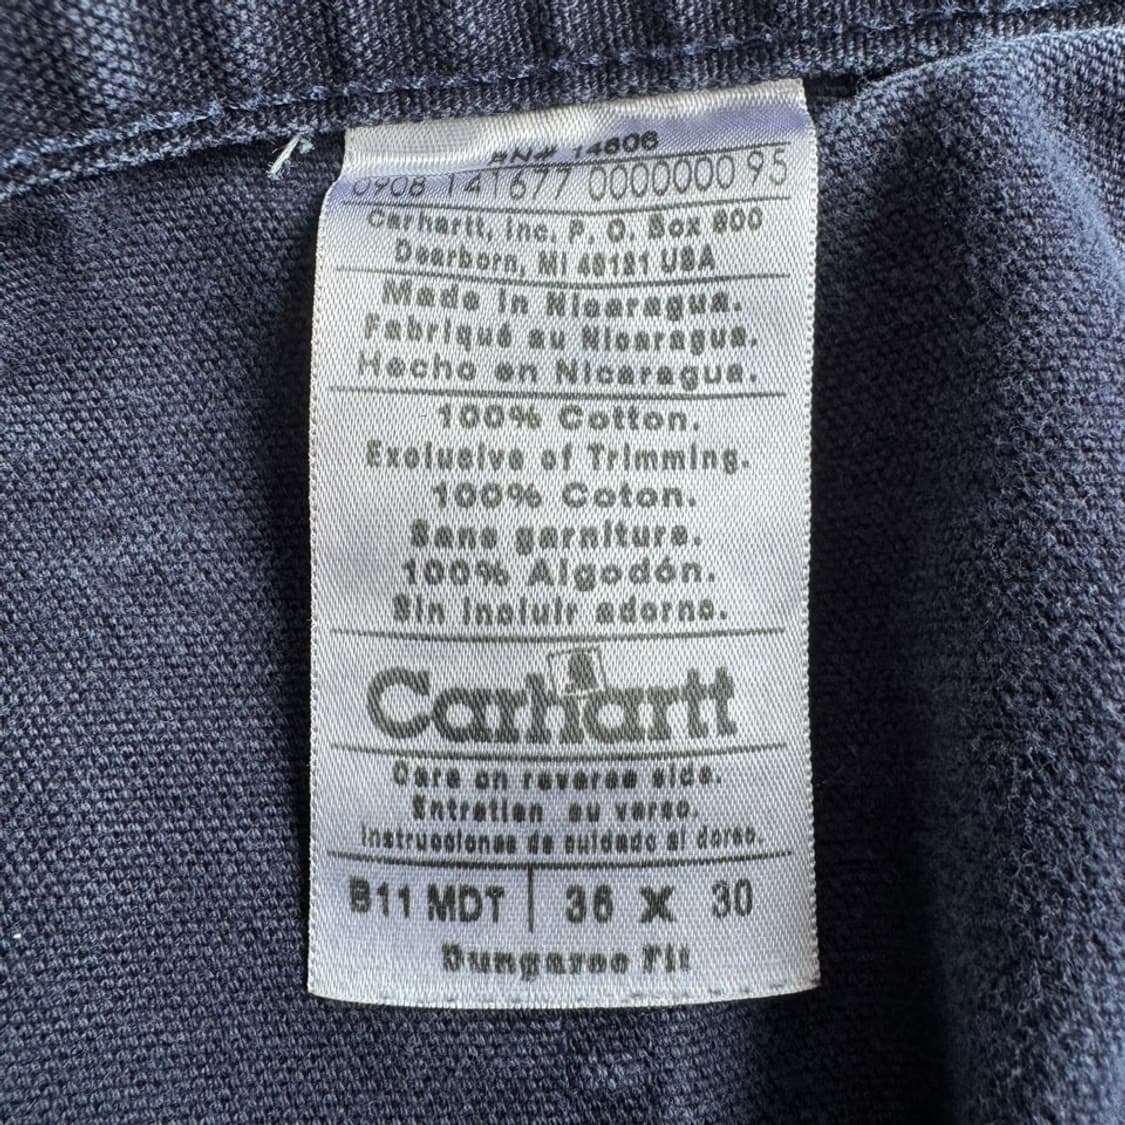 RN# 14806
0908 141677 0000000 95
Carhartt, Inc. P. O. Box 600
Dearborn, MI 48121 USA
Made in Nicaragua.
Fabriqué au Nicaragua.
Hecho en Nicaragua.
100% Cotton.
Exclusive of Trimming.
100% Coton.
Sans garniture.
100% Algodón.
Sin incluir adorno.
Carhartt
Care on reverse side.
Entretien au verso.
Instrucciones de cuidado al dorso.
B11 MDT | 36 X 30
Dungaree Fit